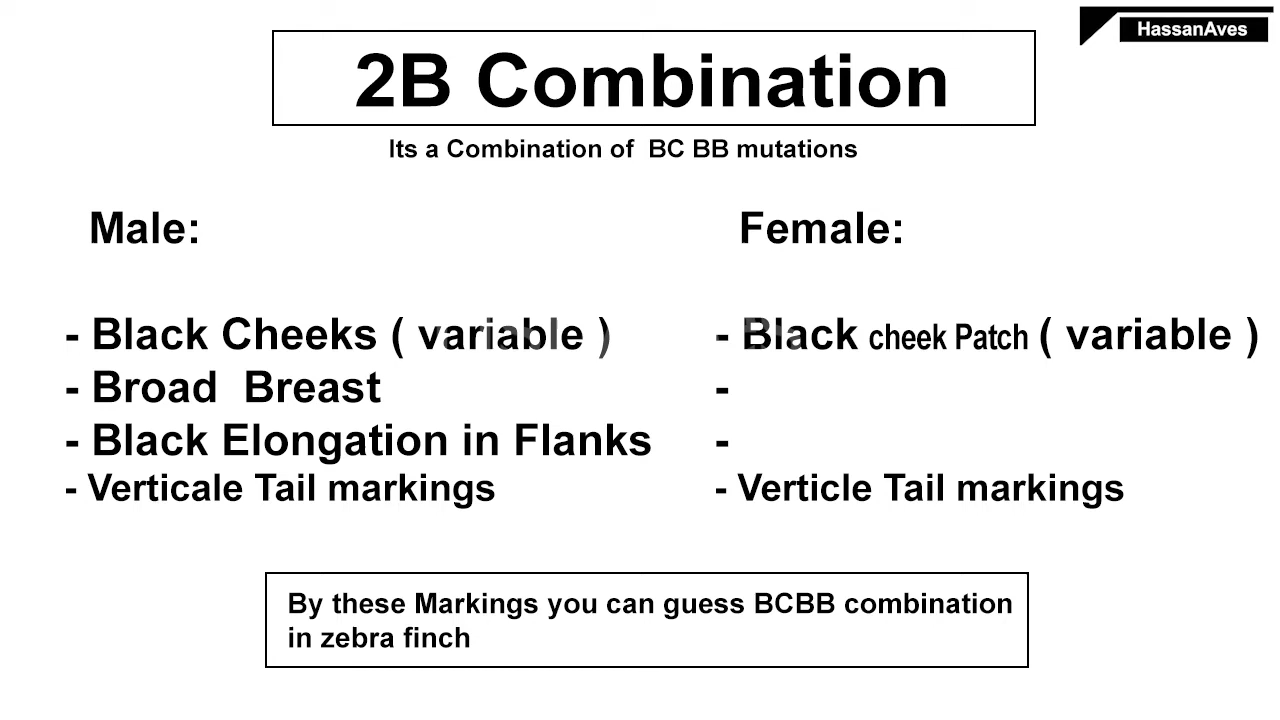 HassanAves
2B Combination
Its a Combination of  BC BB mutations
Male:
- Black Cheeks ( variable )
- Broad  Breast
- Black Elongation in Flanks
- Verticale Tail markings
Female:
- Black cheek Patch ( variable )
-
-
- Verticle Tail markings
By these Markings you can guess BCBB combination
in zebra finch